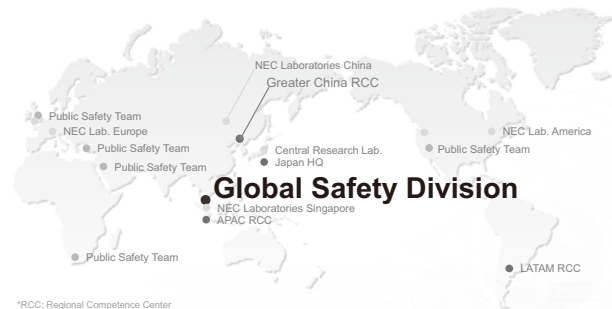 NEC Laboratories China
Greater China RCC
Public Safety Team
NEC Lab. Europe
Public Safety Team
Public Safety Team
Central Research Lab.
Japan HQ
NEC Lab. America
Public Safety Team
Global Safety Division
NEC Laboratories Singapore
APAC RCC
Public Safety Team
LATAM RCC
*RCC: Regional Competence Center